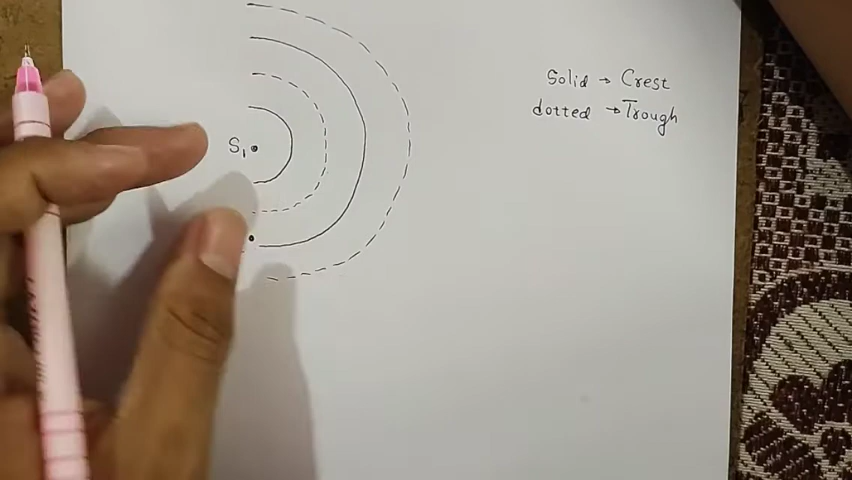 Solid → Crest
dotted → Trough
S₁